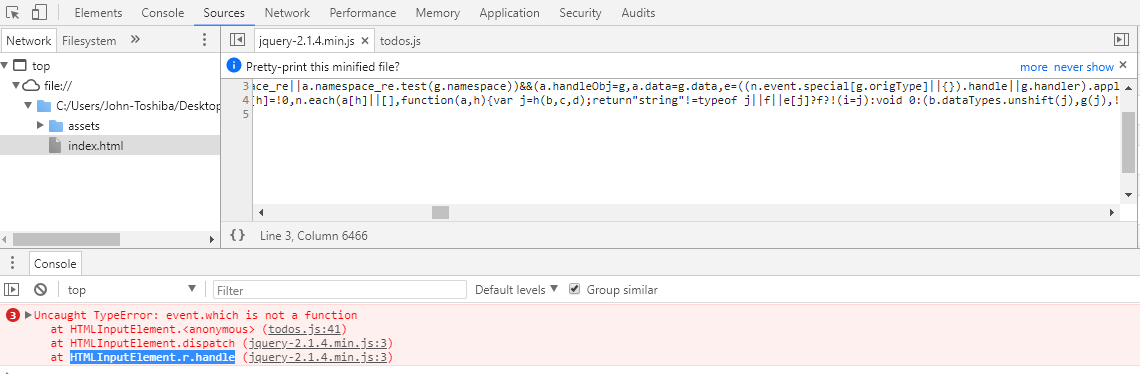 Elements Console Sources Network Performance Memory Application Security Audits
Network Filesystem » jquery-2.1.4.min.js × todos.js
top
file://
C:/Users/John-Toshiba/Desktop
assets
index.html
Pretty-print this minified file? more never show ×
3 ace_re||a.namespace_re.test(g.namespace))&&(a.handleObj=g,a.data=g.data,e=((n.event.special[g.origType]||{}).handle||g.handler).appl
4 [h]=!0,n.each(a[h]||[],function(a,h){var j=h(b,c,d);return"string"!=typeof j||f||e[j]?f?!(i=j):void 0:(b.dataTypes.unshift(j),g(j),!
5
{} Line 3, Column 6466
Console
top Filter Default levels Group similar
3 Uncaught TypeError: event.which is not a function
at HTMLInputElement.<anonymous> (todos.js:41)
at HTMLInputElement.dispatch (jquery-2.1.4.min.js:3)
at HTMLInputElement.r.handle (jquery-2.1.4.min.js:3)